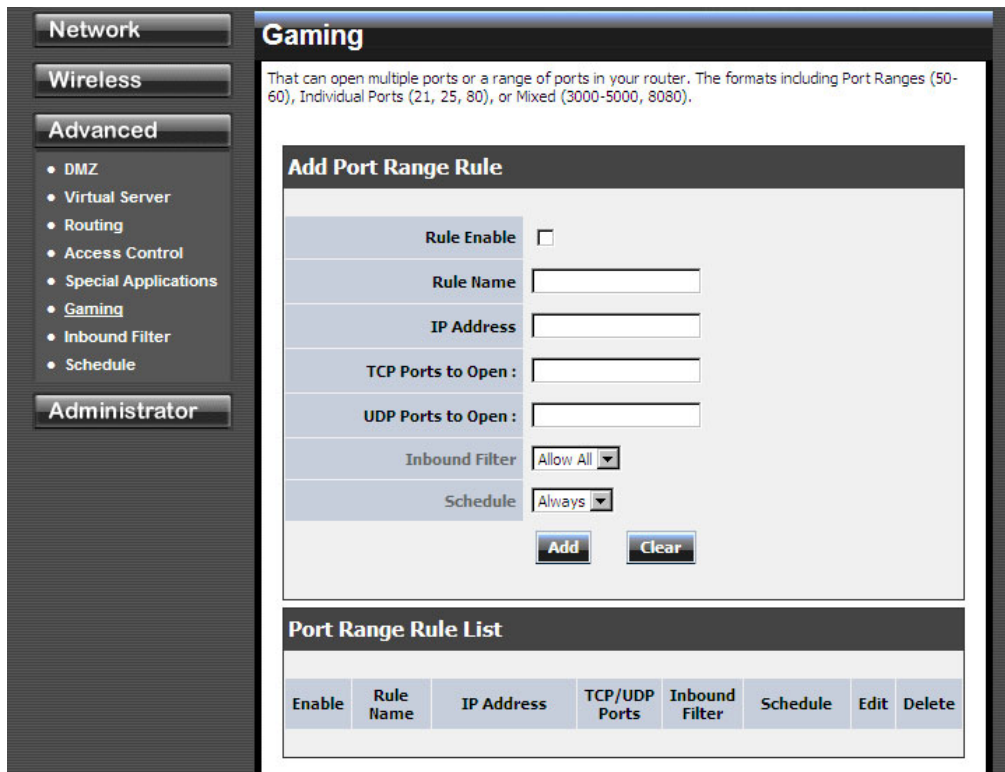 Network
Wireless
Advanced
DMZ
Virtual Server
Routing
Access Control
Special Applications
Gaming
Inbound Filter
Schedule
Administrator
Gaming
That can open multiple ports or a range of ports in your router. The formats including Port Ranges (50-
60), Individual Ports (21, 25, 80), or Mixed (3000-5000, 8080).
Add Port Range Rule
Rule Enable
Rule Name
IP Address
TCP Ports to Open :
UDP Ports to Open :
Inbound Filter Allow All
Schedule Always
Add Clear
Port Range Rule List
Enable Rule Name IP Address TCP/UDP Ports Inbound Filter Schedule Edit Delete